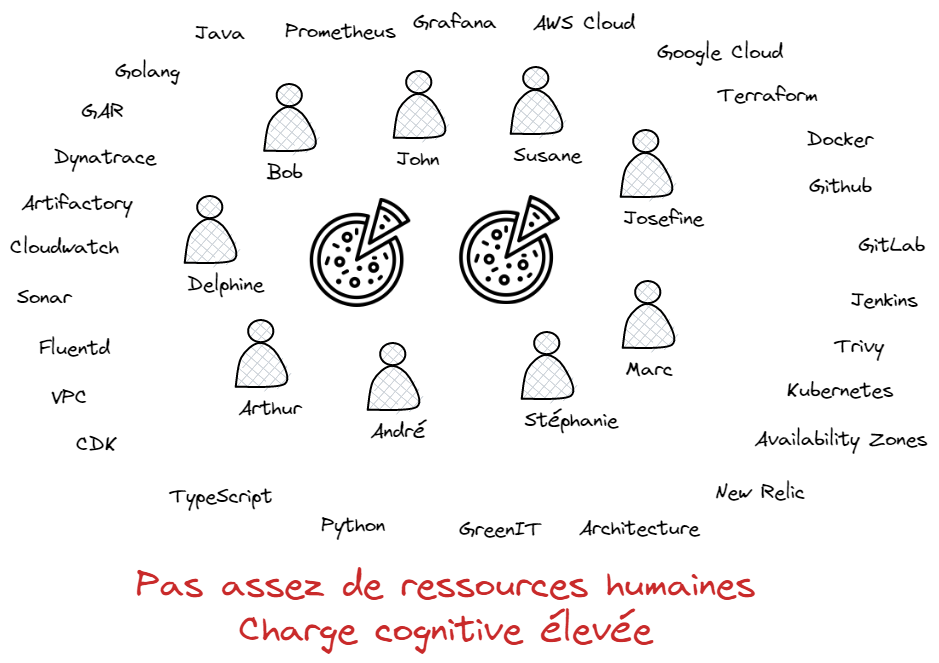 Java
Prometheus
Grafana
AWS Cloud
Google Cloud
Golang
Terraform
GAR
Docker
Dynatrace
Bob
John
Susane
Github
Artifactory
Josefine
Cloudwatch
GitLab
Delphine
Sonar
Jenkins
Fluentd
Trivy
Marc
VPC
Kubernetes
Arthur
André
Stéphanie
CDK
Availability Zones
TypeScript
New Relic
Python
GreenIT
Architecture
Pas assez de ressources humaines
Charge cognitive élevée